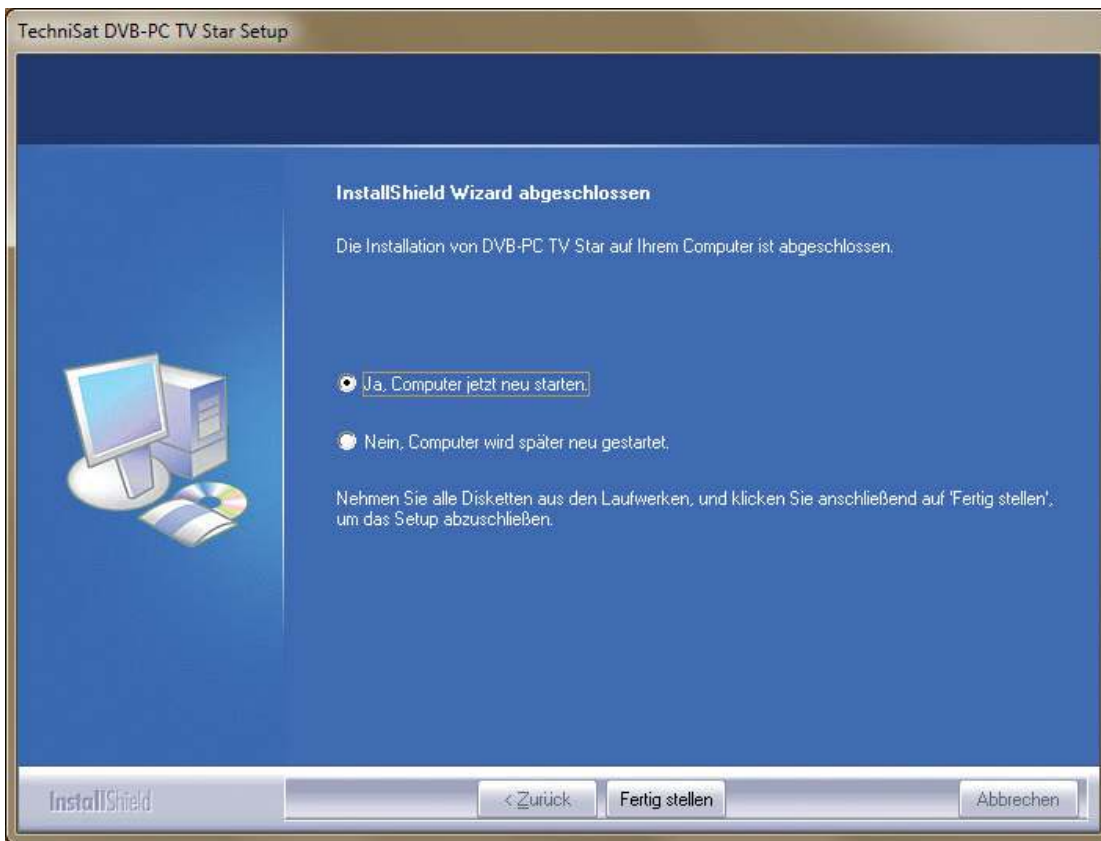 TechniSat DVB-PC TV Star Setup
InstallShield Wizard abgeschlossen
Die Installation von DVB-PC TV Star auf Ihrem Computer ist abgeschlossen.
Ja, Computer jetzt neu starten.
Nein, Computer wird später neu gestartet.
Nehmen Sie alle Disketten aus den Laufwerken, und klicken Sie anschließend auf 'Fertig stellen',
um das Setup abzuschließen.
InstallShield
< Zurück
Fertig stellen
Abbrechen